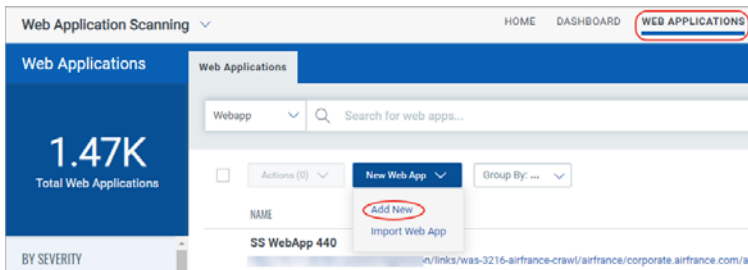 Web Application Scanning
HOME DASHBOARD WEB APPLICATIONS
Web Applications
Web Applications
Webapp Search for web apps...
1.47K
Total Web Applications
Actions (0) New Web App Group By: ...
Add New
NAME
Import Web App
SS WebApp 440
BY SEVERITY
on/links/was-3216-airfrance-crawl/airfrance/corporate.airfrance.com/a